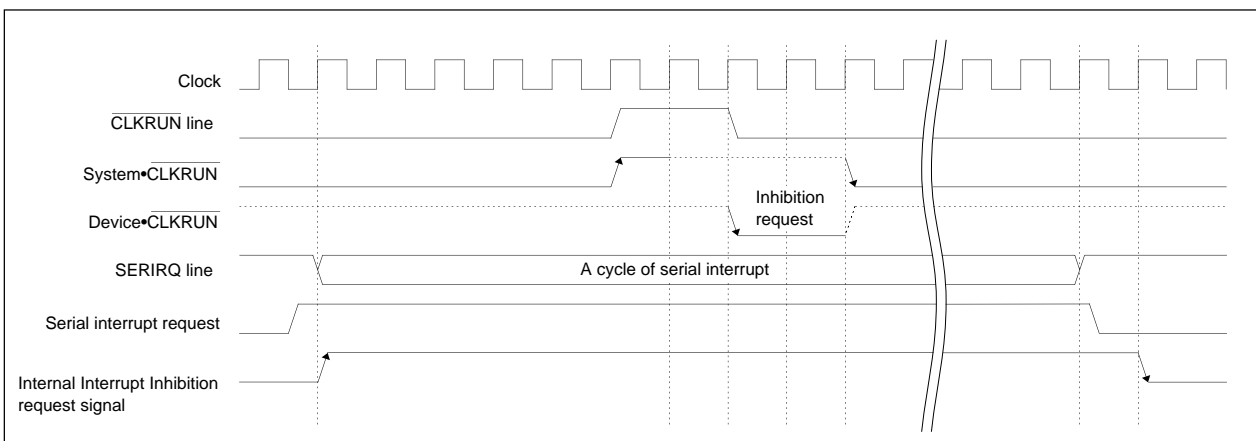 Clock
CLKRUN line
System•CLKRUN
Device•CLKRUN
Inhibition
request
SERIRQ line
A cycle of serial interrupt
Serial interrupt request
Internal Interrupt Inhibition
request signal